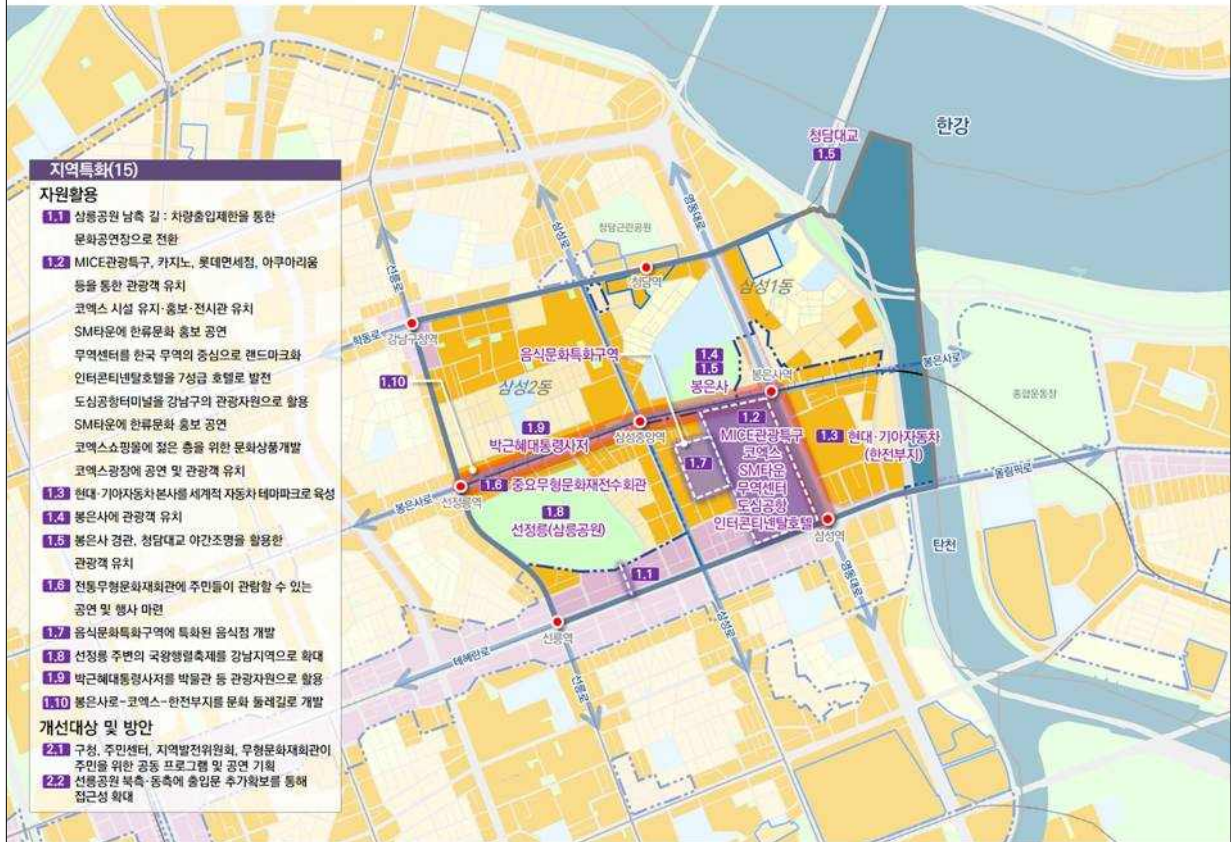 지역특화(15)
자원활용
1.1 삼릉공원 남측 길 : 차량출입제한을 통한
문화공연장으로 전환
1.2 MICE관광특구, 카지노, 롯데면세점, 아쿠아리움
등을 통한 관광객 유치
코엑스 시설 유지·홍보·전시관 유치
SM타운에 한류문화 홍보 공연
무역센터를 한국 무역의 중심으로 랜드마크화
인터콘티넨탈호텔을 7성급 호텔로 발전
도심공항터미널을 강남구의 관광자원으로 활용
SM타운에 한류문화 홍보 공연
코엑스쇼핑몰에 젊은 층을 위한 문화상품개발
코엑스광장에 공연 및 관광객 유치
1.3 현대·기아자동차 본사를 세계적 자동차 테마파크로 육성
1.4 봉은사에 관광객 유치
1.5 봉은사 경관, 청담대교 야간조명을 활용한
관광객 유치
1.6 전통무형문화재회관에 주민들이 관람할 수 있는
공연 및 행사 마련
1.7 음식문화특화구역에 특화된 음식점 개발
1.8 선정릉 주변의 국왕행렬축제를 강남지역으로 확대
1.9 박근혜대통령사저를 박물관 등 관광자원으로 활용
1.10 봉은사로-코엑스-한전부지를 문화 둘레길로 개발
개선대상 및 방안
2.1 구청, 주민센터, 지역발전위원회, 무형문화재회관이
주민을 위한 공동 프로그램 및 공연 기획
2.2 선릉공원 북측·동측에 출입문 추가확보를 통해
접근성 확대
한강
청담대교
1.5
청담근린공원
영동대로
삼성로
선릉로
청담역
삼성1동
강남구청역
학동로
음식문화특화구역
1.4
1.5
봉은사
봉은사역
봉은사로
종합운동장
1.10
삼성2동
1.9
박근혜대통령사저
삼성중앙역
1.2
MICE관광특구
코엑스
SM타운
무역센터
도심공항
인터콘티넨탈호텔
1.3 현대·기아자동차
(한전부지)
1.7
올림픽로
선정릉역
봉은사로
1.6 중요무형문화재전수회관
1.8
선정릉(삼릉공원)
삼성역
탄천
1.1
영동대로
삼성로
선릉역
테헤란로
선릉로